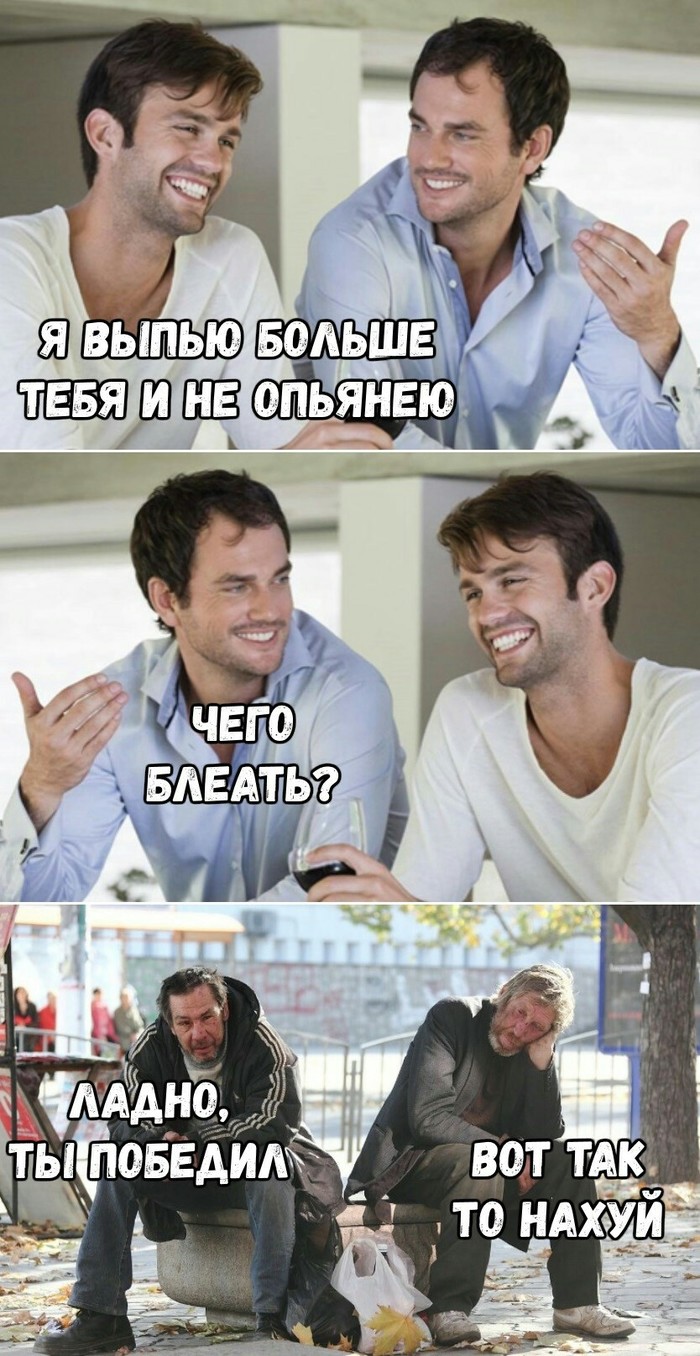 Я ВЫПЬЮ БОЛЬШЕ
ТЕБЯ И НЕ ОПЬЯНЕЮ
ЧЕГО
БЛЕАТЬ?
ЛАДНО,
ТЫ ПОБЕДИЛ
ВОТ ТАК
ТО НАХУЙ